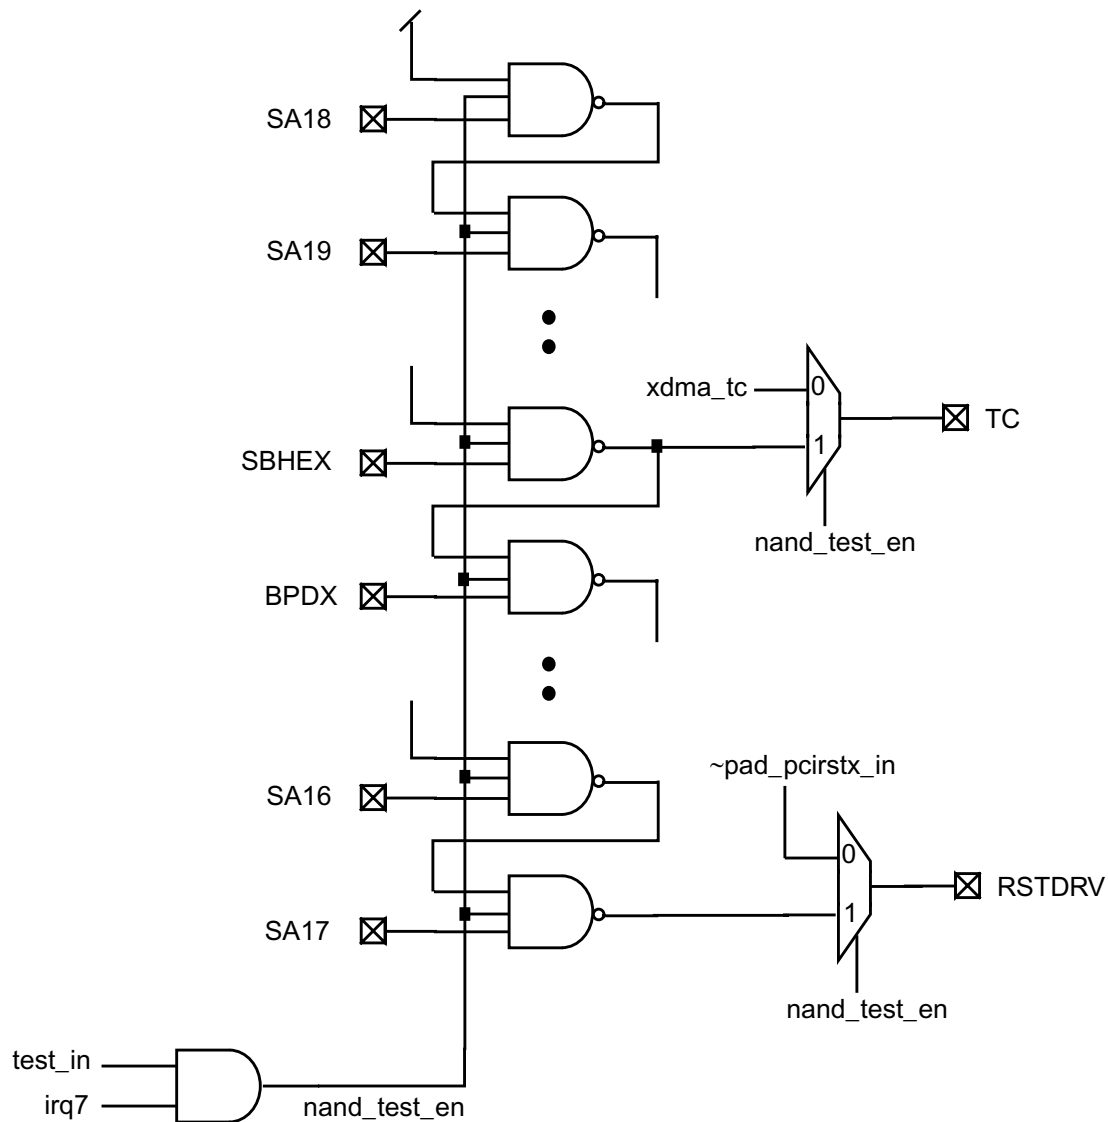 SA18
SA19
xdma_tc
0
TC
1
SBHEX
nand_test_en
BPDX
~pad_pcirstx_in
SA16
0
RSTDRV
1
SA17
nand_test_en
test_in
irq7
nand_test_en